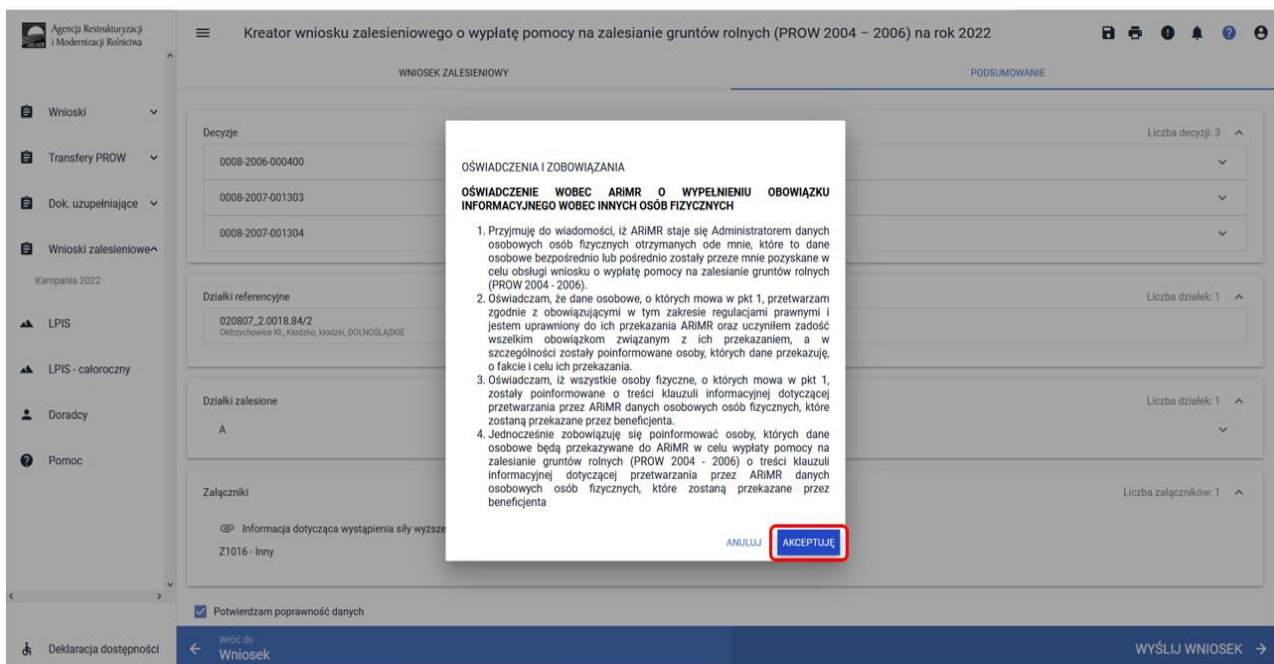 Agencja Restrukturyzacji
i Modernizacji Rolnictwa
ARiMR
Kreator wniosku zalesieniowego o wypłatę pomocy na zalesianie gruntów rolnych (PROW 2004 – 2006) na rok 2022
WNIOSEK ZALESIENIOWY
PODSUMOWANIE
Wnioski
Transfery PROW
Dok. uzupełniające
Wnioski zalesieniowe
Kampania 2022
LPIS
LPIS - całoroczny
Doradcy
Pomoc
Deklaracja dostępności
Decyzje
Liczba decyzji: 3
0008-2006-000400
0008-2007-001303
0008-2007-001304
Działki referencyjne
Liczba działek: 1
020807_2.0018.84/2
Ołdrzychowice Kł., Kłodzko, kłodzki, DOLNOŚLĄSKIE
Działki zalesione
Liczba działek: 1
A
Załączniki
Liczba załączników: 1
Informacja dotycząca wystąpienia siły wyższe
Z1016 - Inny
OŚWIADCZENIA I ZOBOWIĄZANIA
OŚWIADCZENIE WOBEC ARiMR O WYPEŁNIENIU OBOWIĄZKU
INFORMACYJNEGO WOBEC INNYCH OSÓB FIZYCZNYCH
1. Przyjmuję do wiadomości, iż ARiMR staje się Administratorem danych
osobowych osób fizycznych otrzymanych ode mnie, które to dane
osobowe bezpośrednio lub pośrednio zostały przeze mnie pozyskane w
celu obsługi wniosku o wypłatę pomocy na zalesianie gruntów rolnych
(PROW 2004 - 2006).
2. Oświadczam, że dane osobowe, o których mowa w pkt 1, przetwarzam
zgodnie z obowiązującymi w tym zakresie regulacjami prawnymi i
jestem uprawniony do ich przekazania ARiMR oraz uczyniłem zadość
wszelkim obowiązkom związanym z ich przekazaniem, a w
szczególności zostały poinformowane osoby, których dane przekazuję,
o fakcie i celu ich przekazania.
3. Oświadczam, iż wszystkie osoby fizyczne, o których mowa w pkt 1,
zostały poinformowane o treści klauzuli informacyjnej dotyczącej
przetwarzania przez ARiMR danych osobowych osób fizycznych, które
zostaną przekazane przez beneficjenta.
4. Jednocześnie zobowiązuję się poinformować osoby, których dane
osobowe będą przekazywane do ARiMR w celu wypłaty pomocy na
zalesianie gruntów rolnych (PROW 2004 - 2006) o treści klauzuli
informacyjnej dotyczącej przetwarzania przez ARiMR danych
osobowych osób fizycznych, które zostaną przekazane przez
beneficjenta
ANULUJ
AKCEPTUJĘ
Potwierdzam poprawność danych
Wróć do
Wniosek
WYŚLIJ WNIOSEK